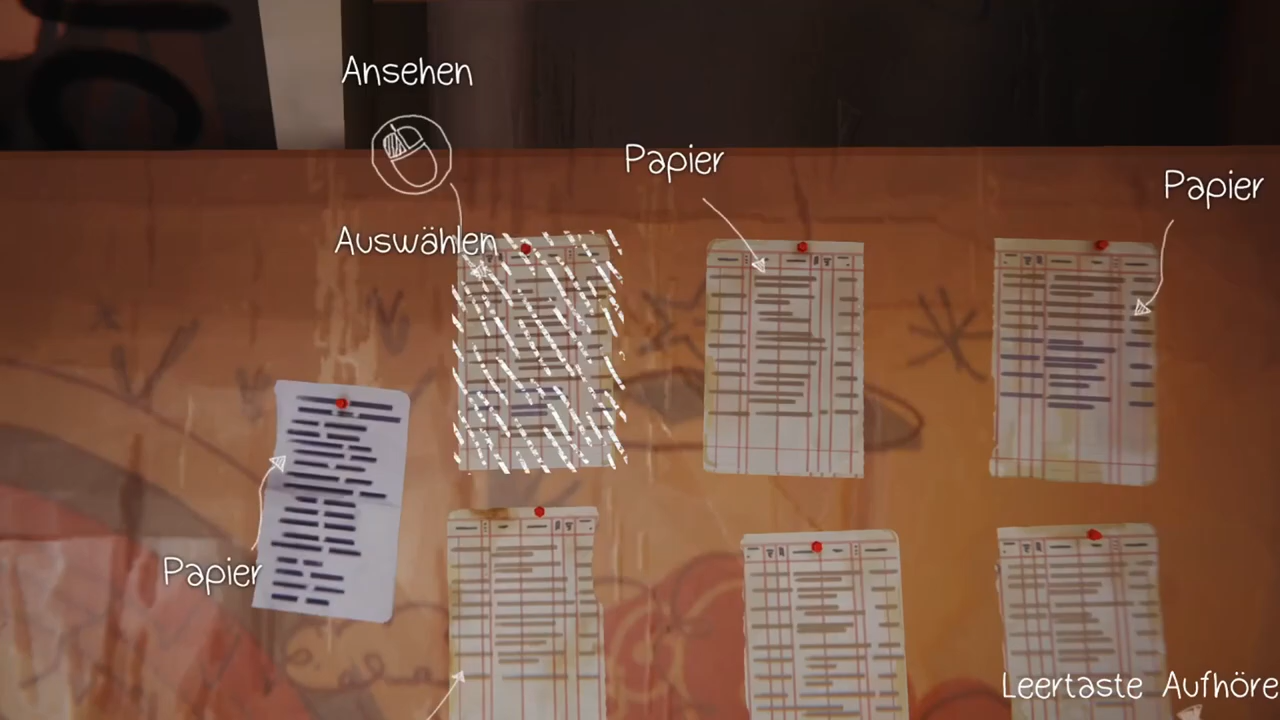 Ansehen
Papier
Papier
Auswählen
Papier
Leertaste Aufhöre